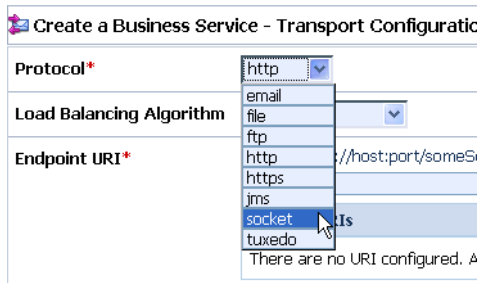 Create a Business Service - Transport Configuratio
Protocol*
http
email
file
ftp
http
https
jms
socket
tuxedo
Load Balancing Algorithm
Endpoint URI*
://host:port/someS
There are no URI configured. A